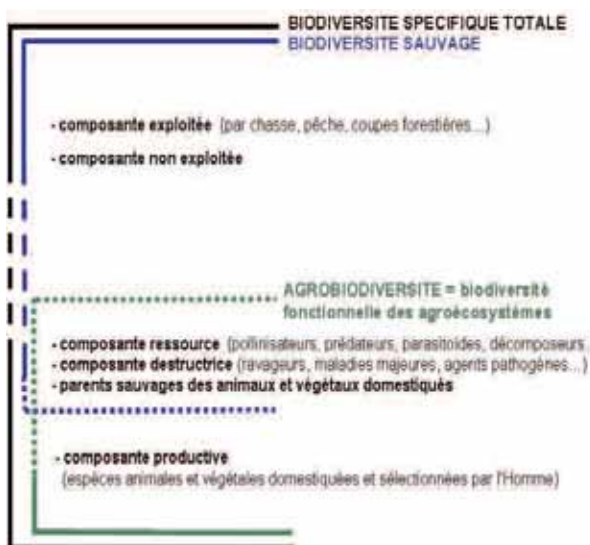 BIODIVERSITE SPECIFIQUE TOTALE
BIODIVERSITE SAUVAGE
- composante exploitée (par chasse, pêche, coupes forestières...)
- composante non exploitée
AGROBIODIVERSITE = biodiversité
fonctionnelle des agroécosystèmes
- composante ressource (pollinisateurs, prédateurs, parasitoïdes, décomposeurs
- composante destructrice (ravageurs, maladies majeures, agents pathogènes...)
- parents sauvages des animaux et végétaux domestiqués
- composante productive
(espèces animales et végétales domestiquées et sélectionnées par l'Homme)